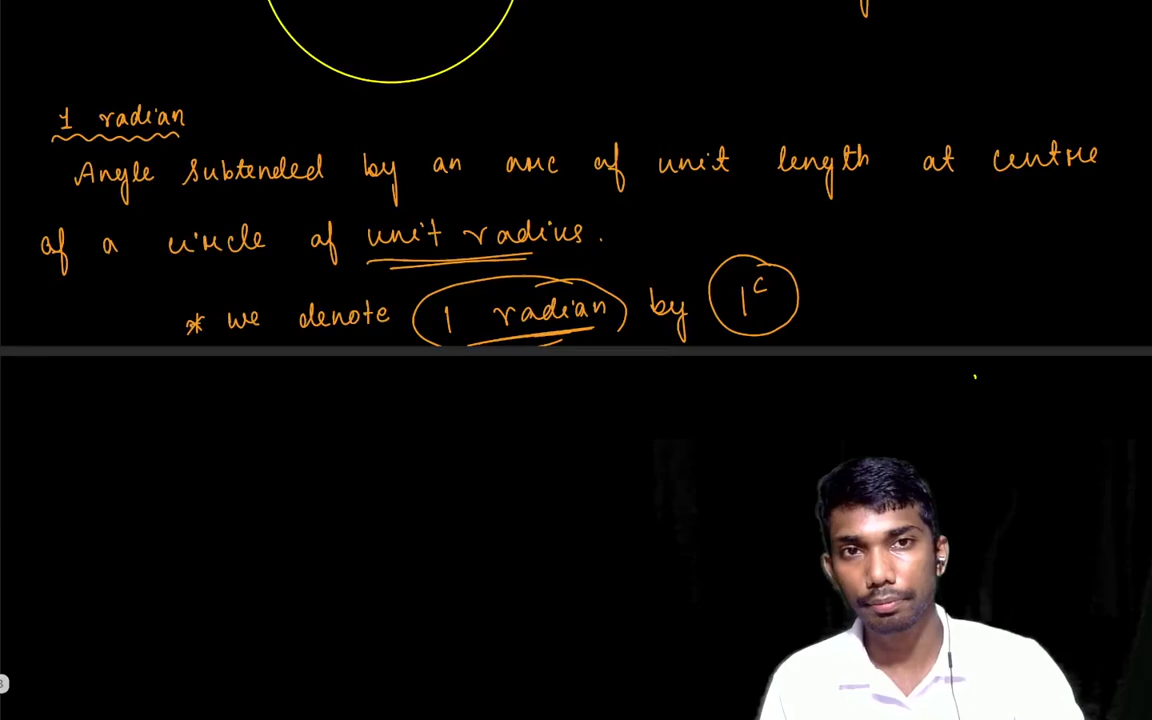 1 radian
Angle subtended by an arc of unit length at centre
of a circle of unit radius.
* we denote 1 radian by 1ᶜ